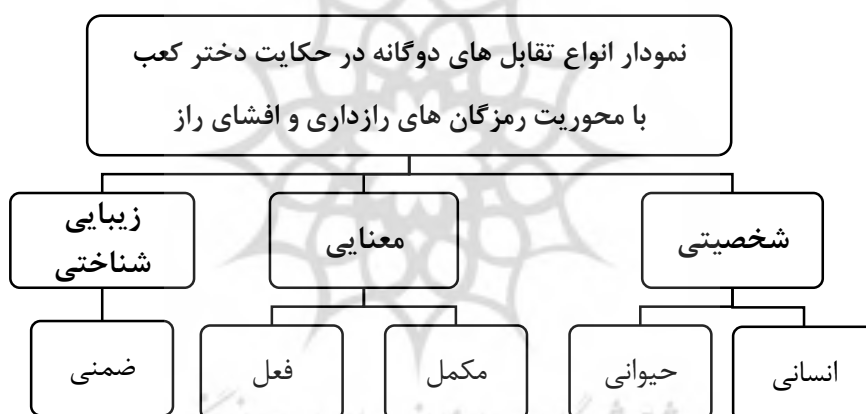 نمودار انواع تقابل های دوگانه در حکایت دختر کعب
با محوریت رمزگان های رازداری و افشای راز
شخصیتی
معنایی
زیبایی
شناختی
انسانی
حیوانی
مکمل
فعل
ضمنی